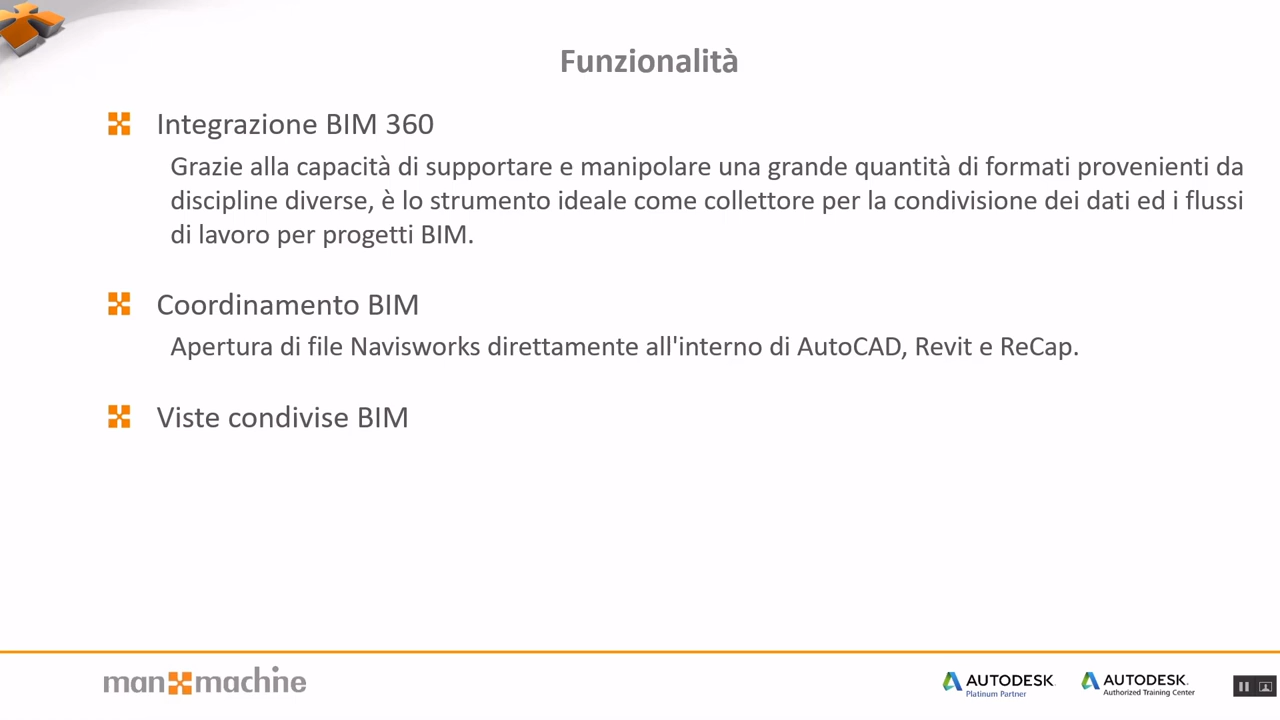 Funzionalità
Integrazione BIM 360
Grazie alla capacità di supportare e manipolare una grande quantità di formati provenienti da
discipline diverse, è lo strumento ideale come collettore per la condivisione dei dati ed i flussi
di lavoro per progetti BIM.
Coordinamento BIM
Apertura di file Navisworks direttamente all'interno di AutoCAD, Revit e ReCap.
Viste condivise BIM
man machine
AUTODESK.
Platinum Partner
AUTODESK.
Authorized Training Center